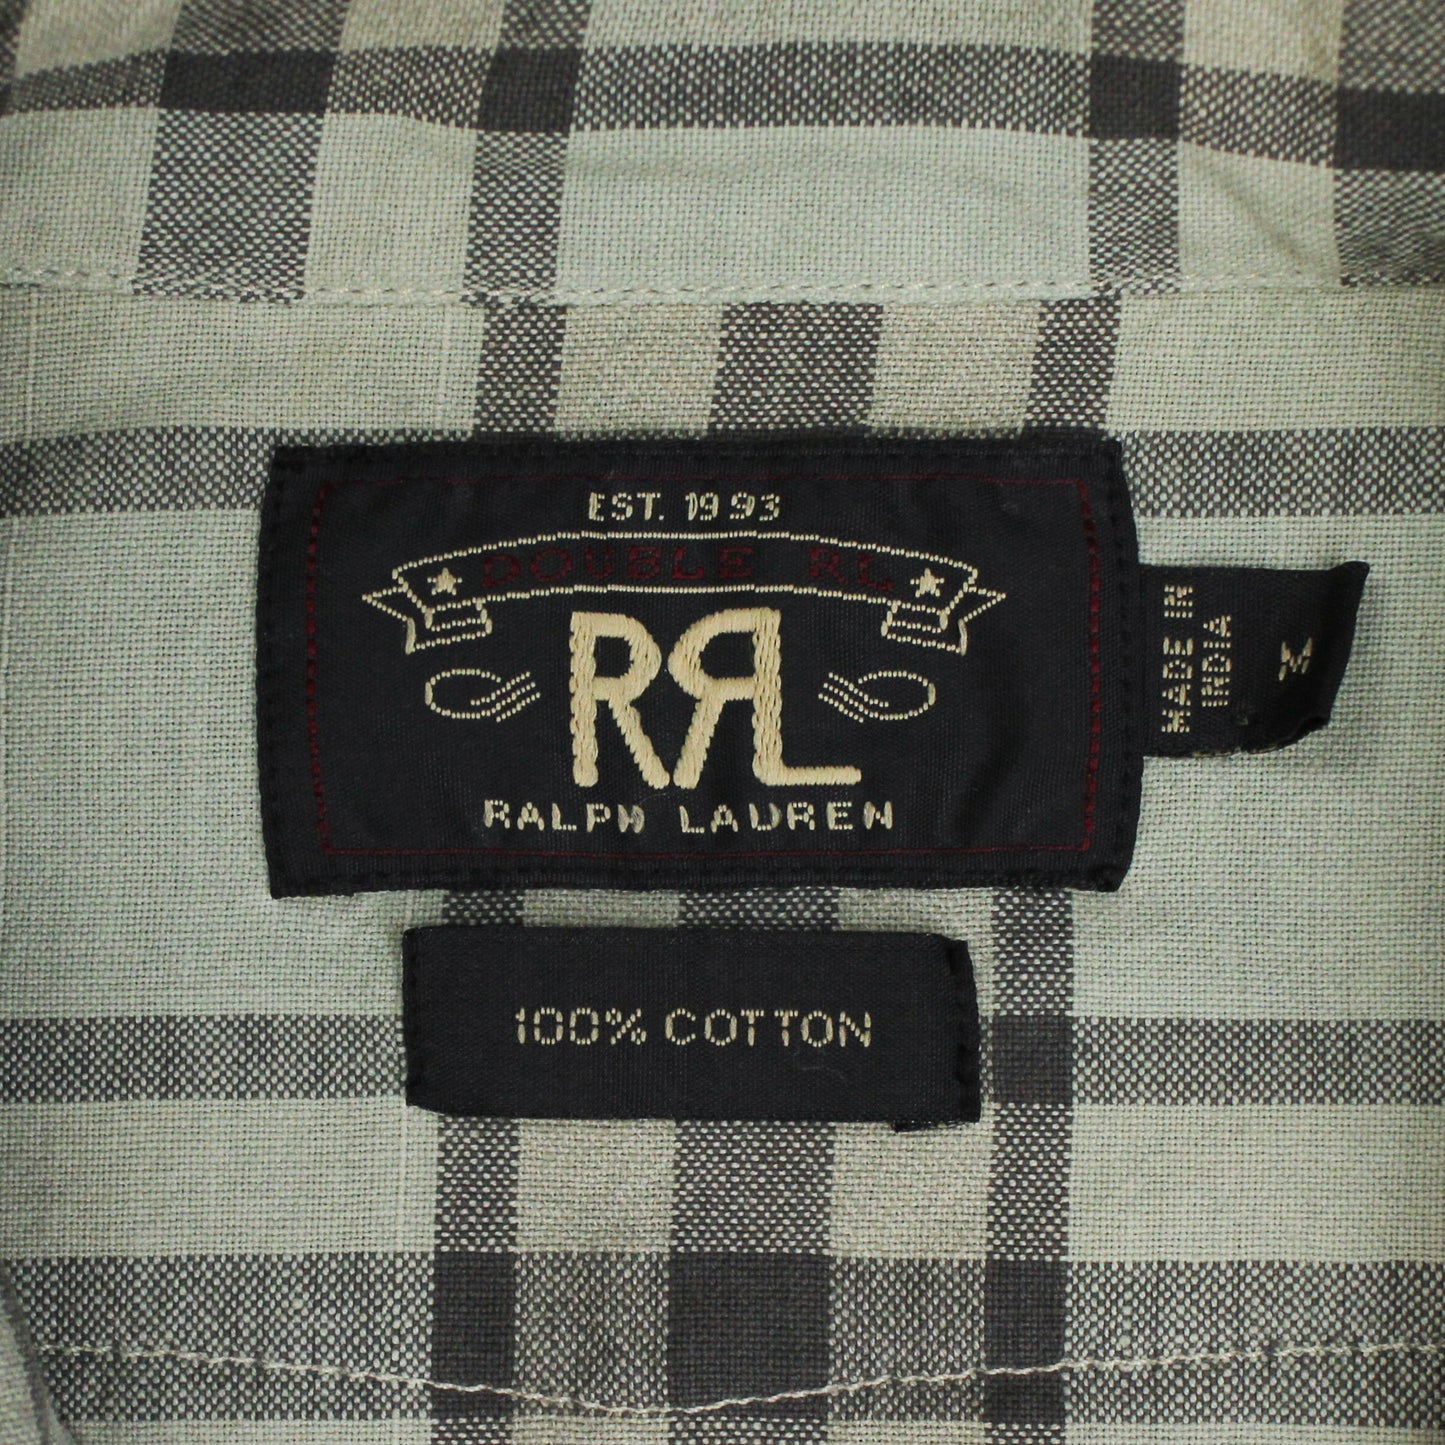 EST. 1993
DOUBLE RL
RRL
RALPH LAUREN
MADE IN
INDIA
M
100% COTTON